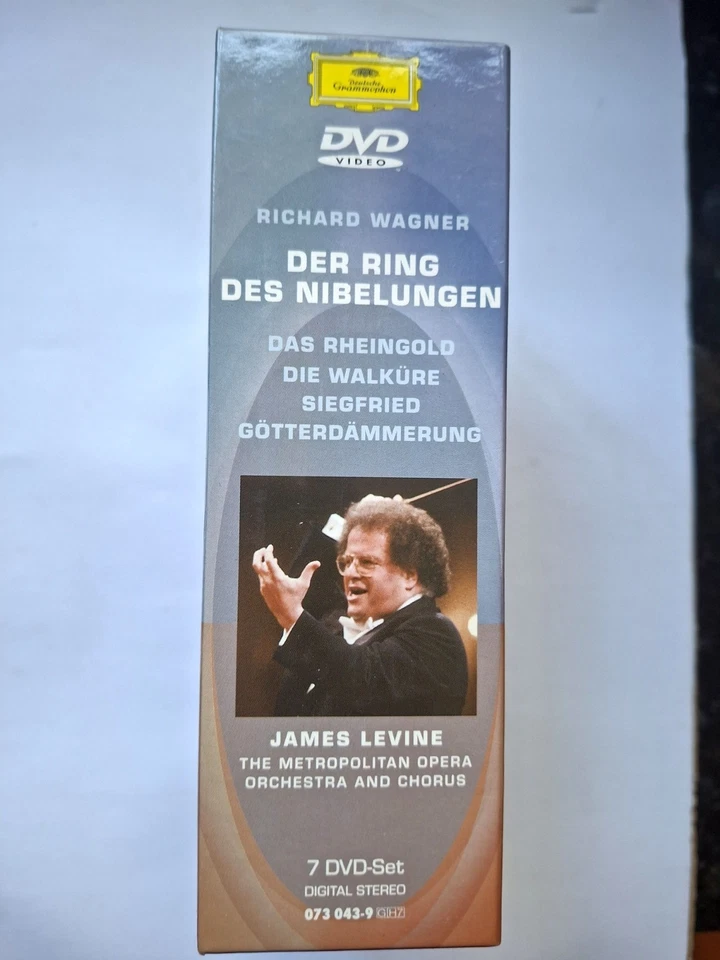 Deutsche
Grammophon
DVD
VIDEO
RICHARD WAGNER
DER RING
DES NIBELUNGEN
DAS RHEINGOLD
DIE WALKÜRE
SIEGFRIED
GÖTTERDÄMMERUNG
JAMES LEVINE
THE METROPOLITAN OPERA
ORCHESTRA AND CHORUS
7 DVD-Set
DIGITAL STEREO
073 043-9 GH7